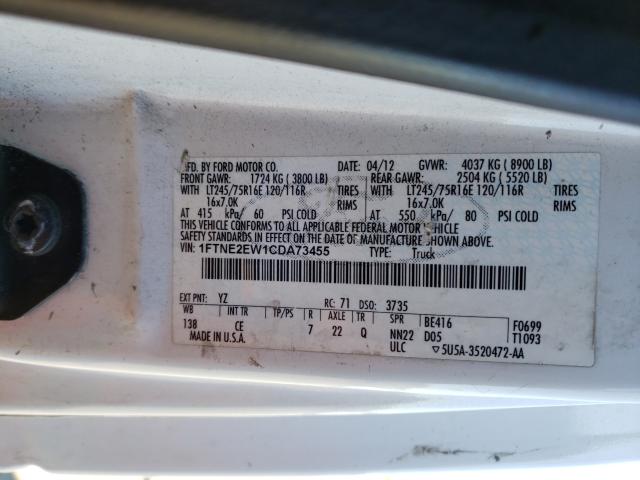 MFD. BY FORD MOTOR CO. DATE: 04/12 GVWR: 4037 KG ( 8900 LB)
FRONT GAWR: 1724 KG ( 3800 LB) REAR GAWR: 2504 KG ( 5520 LB)
WITH LT245/75R16E 120/116R TIRES WITH LT245/75R16E 120/116R TIRES
16x7.0K RIMS 16x7.0K RIMS
AT 415 kPa/ 60 PSI COLD AT 550 kPa/ 80 PSI COLD
THIS VEHICLE CONFORMS TO ALL APPLICABLE FEDERAL MOTOR VEHICLE
SAFETY STANDARDS IN EFFECT ON THE DATE OF MANUFACTURE SHOWN ABOVE.
VIN: 1FTNE2EW1CDA73455 TYPE: Truck
EXT PNT: YZ RC: 71 DSO: 3735
WB INT TR TP/PS R AXLE TR SPR BE416 F0699
138 CE 7 22 Q NN22 D05 T1093
MADE IN U.S.A. ULC ▽5U5A-3520472-AA